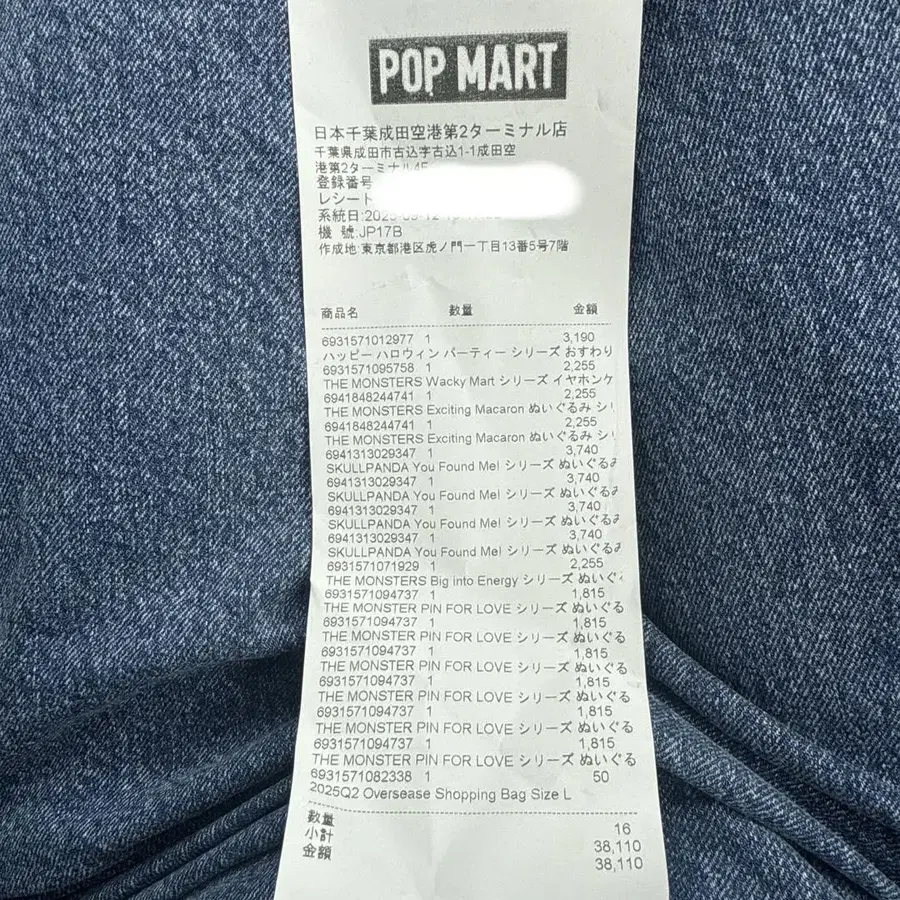 POP MART
日本千葉成田空港第2ターミナル店
千葉県成田市古込字古込1-1成田空
港第2ターミナル4F
登録番号
レシート
系統日:2025-09-12
機 號.JP17B
作成地:東京都港区虎ノ門一丁目13番5号7階
商品名 数量 金額
6931571012977 1 3,190
ハッピー ハロウィン パーティー シリーズ おすわり
6931571095758 1 2,255
THE MONSTERS Wacky Mart シリーズ イヤホンケ
6941848244741 1 2,255
THE MONSTERS Exciting Macaron ぬいぐるみ シリ
6941848244741 1 2,255
THE MONSTERS Exciting Macaron ぬいぐるみ シリ
6941313029347 1 3,740
SKULLPANDA You Found Me! シリーズ ぬいぐるみ
6941313029347 1 3,740
SKULLPANDA You Found Me! シリーズ ぬいぐるみ
6941313029347 1 3,740
SKULLPANDA You Found Me! シリーズ ぬいぐるみ
6941313029347 1 3,740
SKULLPANDA You Found Me! シリーズ ぬいぐるみ
6931571071929 1 2,255
THE MONSTERS Big into Energy シリーズ ぬいぐ
6931571094737 1 1,815
THE MONSTER PIN FOR LOVE シリーズ ぬいぐる
6931571094737 1 1,815
THE MONSTER PIN FOR LOVE シリーズ ぬいぐる
6931571094737 1 1,815
THE MONSTER PIN FOR LOVE シリーズ ぬいぐる
6931571094737 1 1,815
THE MONSTER PIN FOR LOVE シリーズ ぬいぐる
6931571094737 1 1,815
THE MONSTER PIN FOR LOVE シリーズ ぬいぐる
6931571094737 1 1,815
THE MONSTER PIN FOR LOVE シリーズ ぬいぐる
6931571082338 1 50
2025Q2 Oversease Shopping Bag Size L
数量 16
小計 38,110
金額 38,110